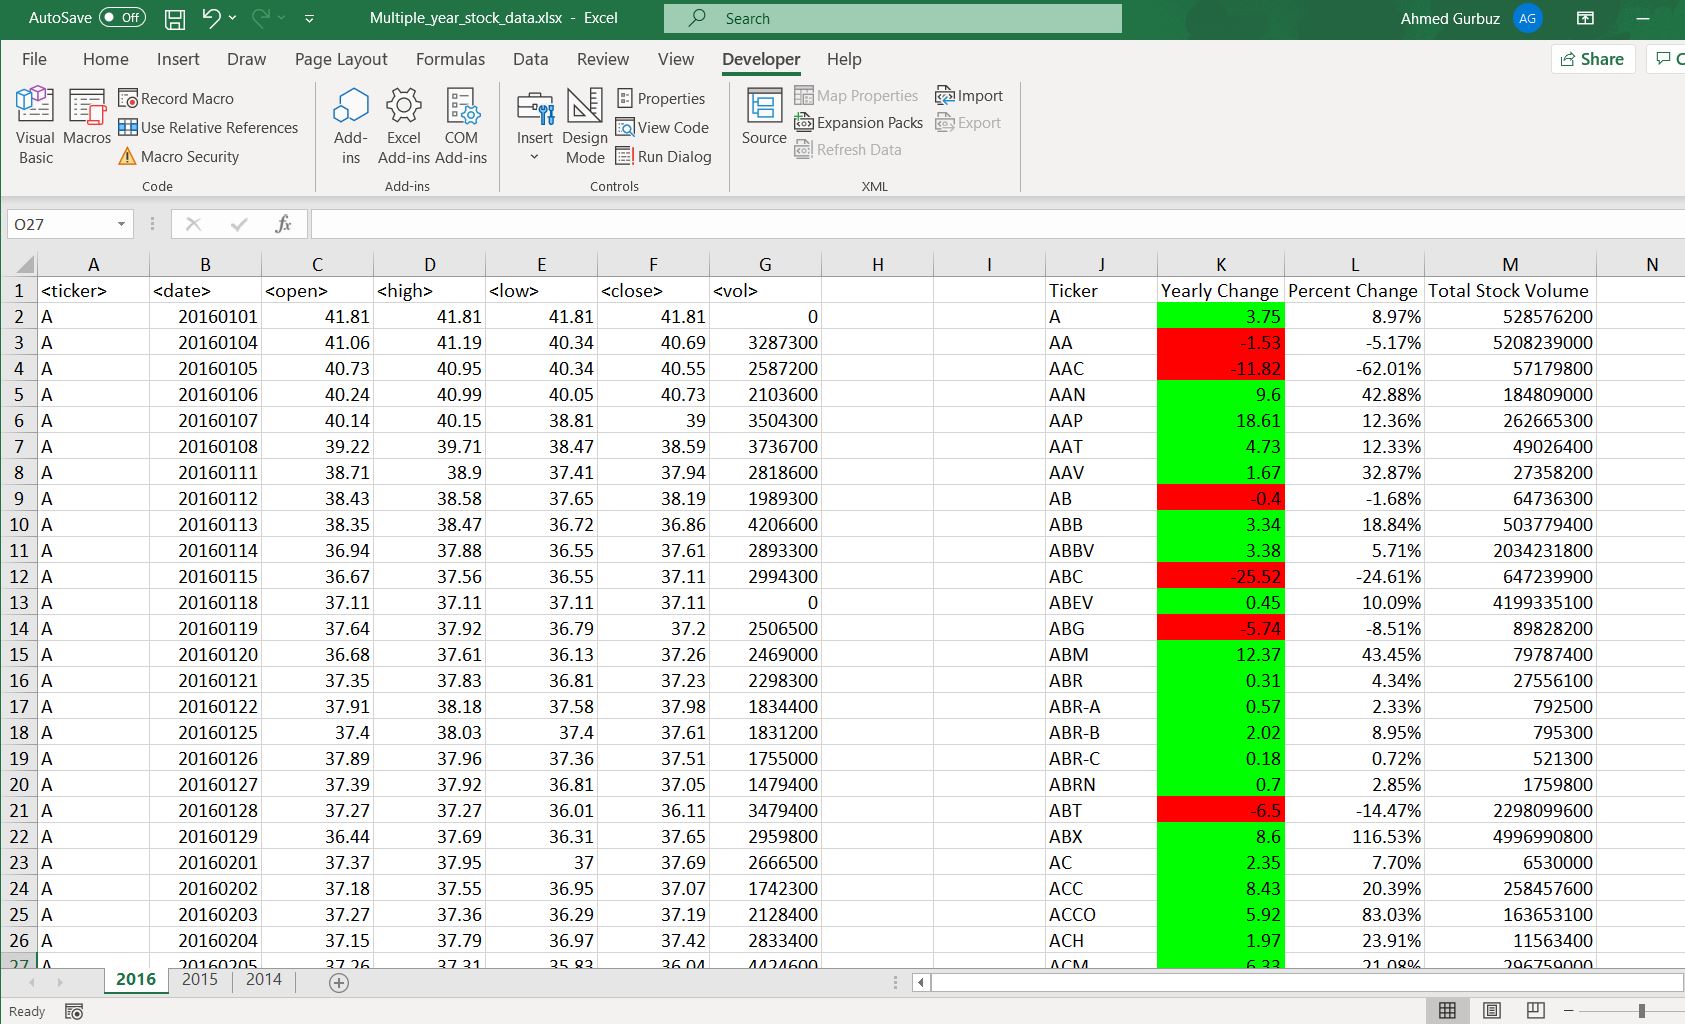 AutoSave Off Multiple_year_stock_data.xlsx - Excel Search Ahmed Gurbuz AG
File Home Insert Draw Page Layout Formulas Data Review View Developer Help Share C
Visual Basic Macros Record Macro Use Relative References Macro Security
Add-ins Excel Add-ins COM Add-ins
Insert Design Mode Properties View Code Run Dialog
Source Map Properties Expansion Packs Refresh Data Import Export
Code Add-ins Controls XML
O27 fx
A B C D E F G H I J K L M N
1 <ticker> <date> <open> <high> <low> <close> <vol> Ticker Yearly Change Percent Change Total Stock Volume
2 A 20160101 41.81 41.81 41.81 41.81 0 A 3.75 8.97% 528576200
3 A 20160104 41.06 41.19 40.34 40.69 3287300 AA -1.53 -5.17% 5208239000
4 A 20160105 40.73 40.95 40.34 40.55 2587200 AAC -11.82 -62.01% 57179800
5 A 20160106 40.24 40.99 40.05 40.73 2103600 AAN 9.6 42.88% 184809000
6 A 20160107 40.14 40.15 38.81 39 3504300 AAP 18.61 12.36% 262665300
7 A 20160108 39.22 39.71 38.47 38.59 3736700 AAT 4.73 12.33% 49026400
8 A 20160111 38.71 38.9 37.41 37.94 2818600 AAV 1.67 32.87% 27358200
9 A 20160112 38.43 38.58 37.65 38.19 1989300 AB -0.4 -1.68% 64736300
10 A 20160113 38.35 38.47 36.72 36.86 4206600 ABB 3.34 18.84% 503779400
11 A 20160114 36.94 37.88 36.55 37.61 2893300 ABBV 3.38 5.71% 2034231800
12 A 20160115 36.67 37.56 36.55 37.11 2994300 ABC -25.52 -24.61% 647239900
13 A 20160118 37.11 37.11 37.11 37.11 0 ABEV 0.45 10.09% 4199335100
14 A 20160119 37.64 37.92 36.79 37.2 2506500 ABG -5.74 -8.51% 89828200
15 A 20160120 36.68 37.61 36.13 37.26 2469000 ABM 12.37 43.45% 79787400
16 A 20160121 37.35 37.83 36.81 37.23 2298300 ABR 0.31 4.34% 27556100
17 A 20160122 37.91 38.18 37.58 37.98 1834400 ABR-A 0.57 2.33% 792500
18 A 20160125 37.4 38.03 37.4 37.61 1831200 ABR-B 2.02 8.95% 795300
19 A 20160126 37.89 37.96 37.36 37.51 1755000 ABR-C 0.18 0.72% 521300
20 A 20160127 37.39 37.92 36.81 37.05 1479400 ABRN 0.7 2.85% 1759800
21 A 20160128 37.27 37.27 36.01 36.11 3479400 ABT -6.5 -14.47% 2298099600
22 A 20160129 36.44 37.69 36.31 37.65 2959800 ABX 8.6 116.53% 4996990800
23 A 20160201 37.37 37.95 37 37.69 2666500 AC 2.35 7.70% 6530000
24 A 20160202 37.18 37.55 36.95 37.07 1742300 ACC 8.43 20.39% 258457600
25 A 20160203 37.27 37.36 36.29 37.19 2128400 ACCO 5.92 83.03% 163653100
26 A 20160204 37.15 37.79 36.97 37.42 2833400 ACH 1.97 23.91% 11563400
27 A 20160205 37.26 37.31 35.83 36.04 4424600 ACM 6.33 21.08% 296759000
2016 2015 2014
Ready